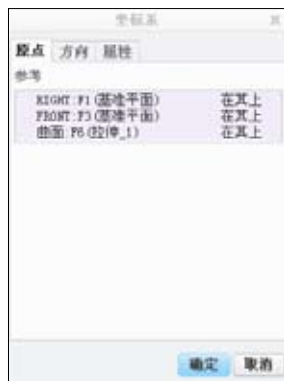 坐标系
原点 方向 属性
参考
RIGHT:F1(基准平面) 在其上
FRONT:F3(基准平面) 在其上
曲面:F6(拉伸_1) 在其上
确定 取消